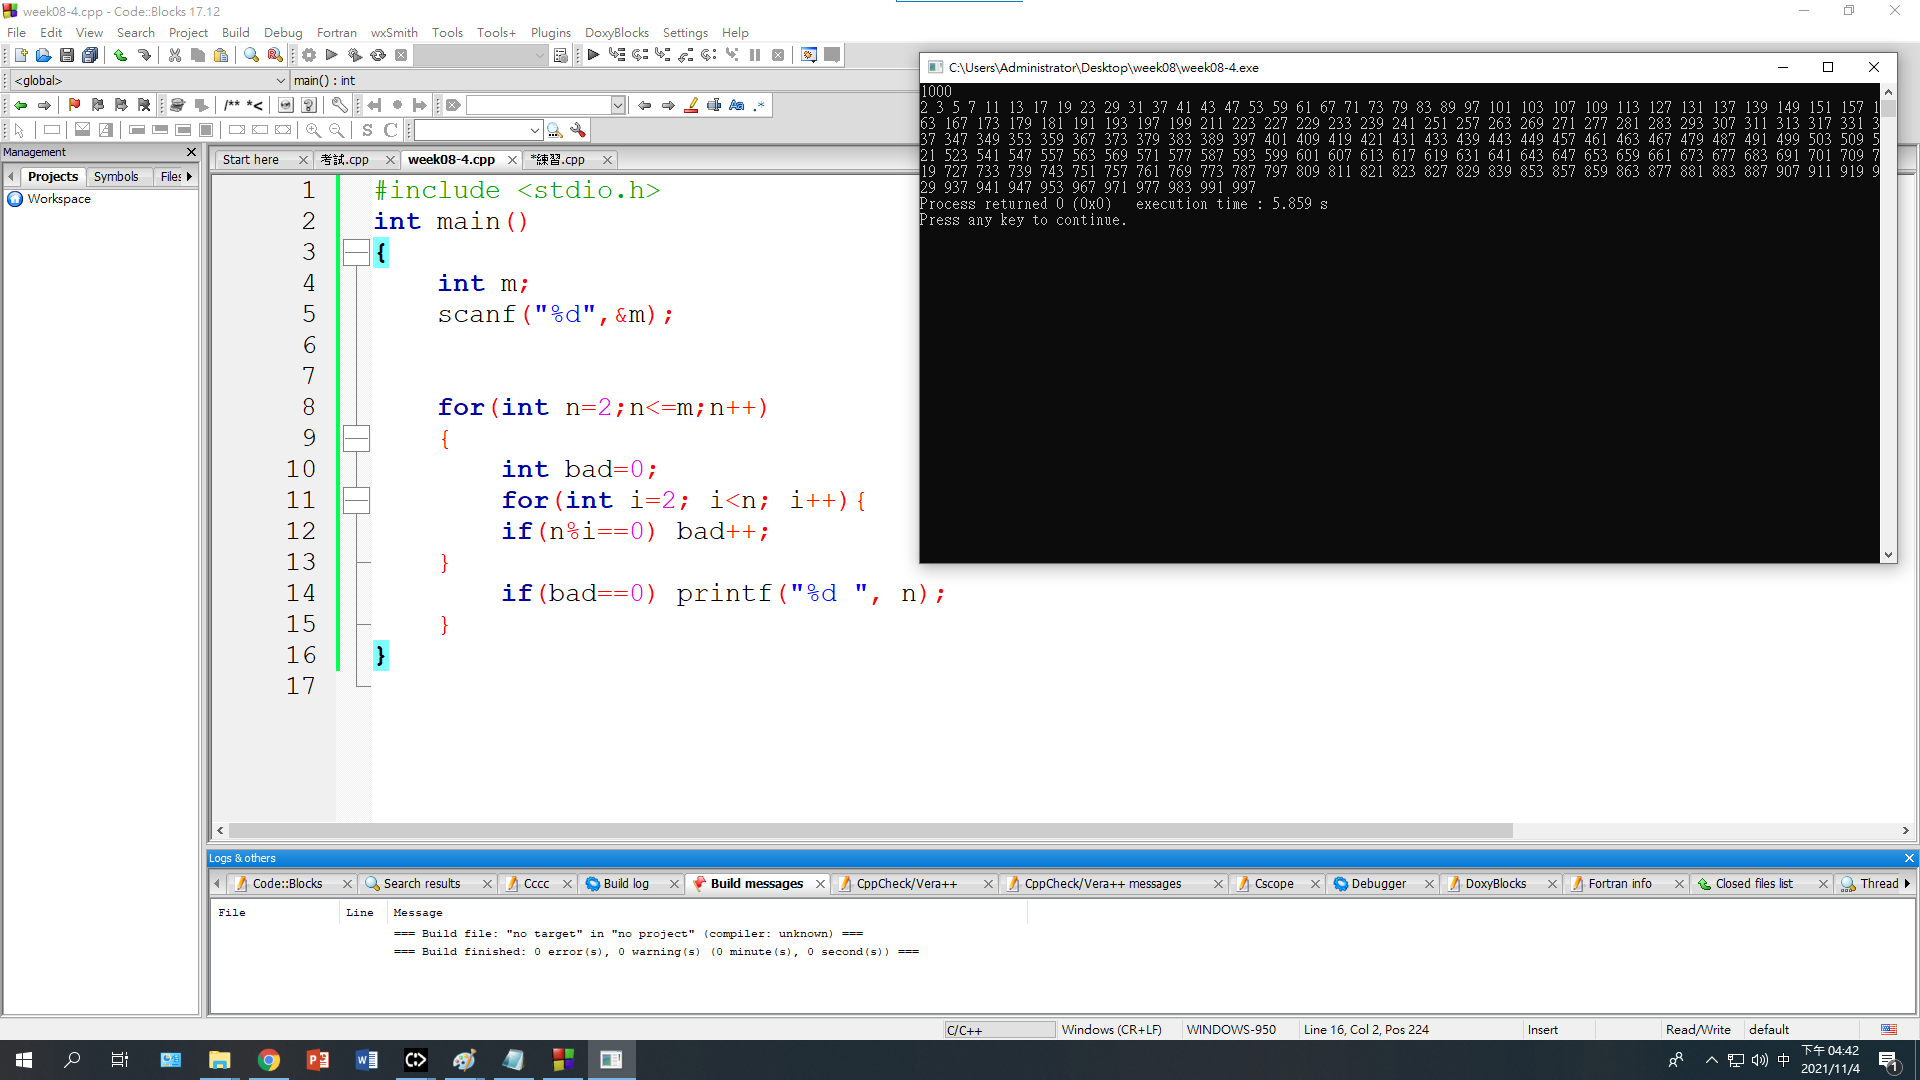 week08-4.cpp - Code::Blocks 17.12
File Edit View Search Project Build Debug Fortran wxSmith Tools Tools+ Plugins DoxyBlocks Settings Help
<global> main() : int
/** *< Aa .*
S C
Management
Projects Symbols Files
Workspace
Start here 考試.cpp week08-4.cpp *練習.cpp
1 #include <stdio.h>
2 int main()
3 {
4 int m;
5 scanf("%d",&m);
6
7
8 for(int n=2;n<=m;n++)
9 {
10 int bad=0;
11 for(int i=2; i<n; i++){
12 if(n%i==0) bad++;
13 }
14 if(bad==0) printf("%d ", n);
15 }
16 }
17
C:\Users\Administrator\Desktop\week08\week08-4.exe
1000
2 3 5 7 11 13 17 19 23 29 31 37 41 43 47 53 59 61 67 71 73 79 83 89 97 101 103 107 109 113 127 131 137 139 149 151 157 1
63 167 173 179 181 191 193 197 199 211 223 227 229 233 239 241 251 257 263 269 271 277 281 283 293 307 311 313 317 331 3
37 347 349 353 359 367 373 379 383 389 397 401 409 419 421 431 433 439 443 449 457 461 463 467 479 487 491 499 503 509 5
21 523 541 547 557 563 569 571 577 587 593 599 601 607 613 617 619 631 641 643 647 653 659 661 673 677 683 691 701 709 7
19 727 733 739 743 751 757 761 769 773 787 797 809 811 821 823 827 829 839 853 857 859 863 877 881 883 887 907 911 919 9
29 937 941 947 953 967 971 977 983 991 997
Process returned 0 (0x0) execution time : 5.859 s
Press any key to continue.
Logs & others
Code::Blocks Search results Cccc Build log Build messages CppCheck/Vera++ CppCheck/Vera++ messages Cscope Debugger DoxyBlocks Fortran info Closed files list Thread
File Line Message
=== Build file: "no target" in "no project" (compiler: unknown) ===
=== Build finished: 0 error(s), 0 warning(s) (0 minute(s), 0 second(s)) ===
C/C++ Windows (CR+LF) WINDOWS-950 Line 16, Col 2, Pos 224 Insert Read/Write default
中 下午 04:42
2021/11/4 1